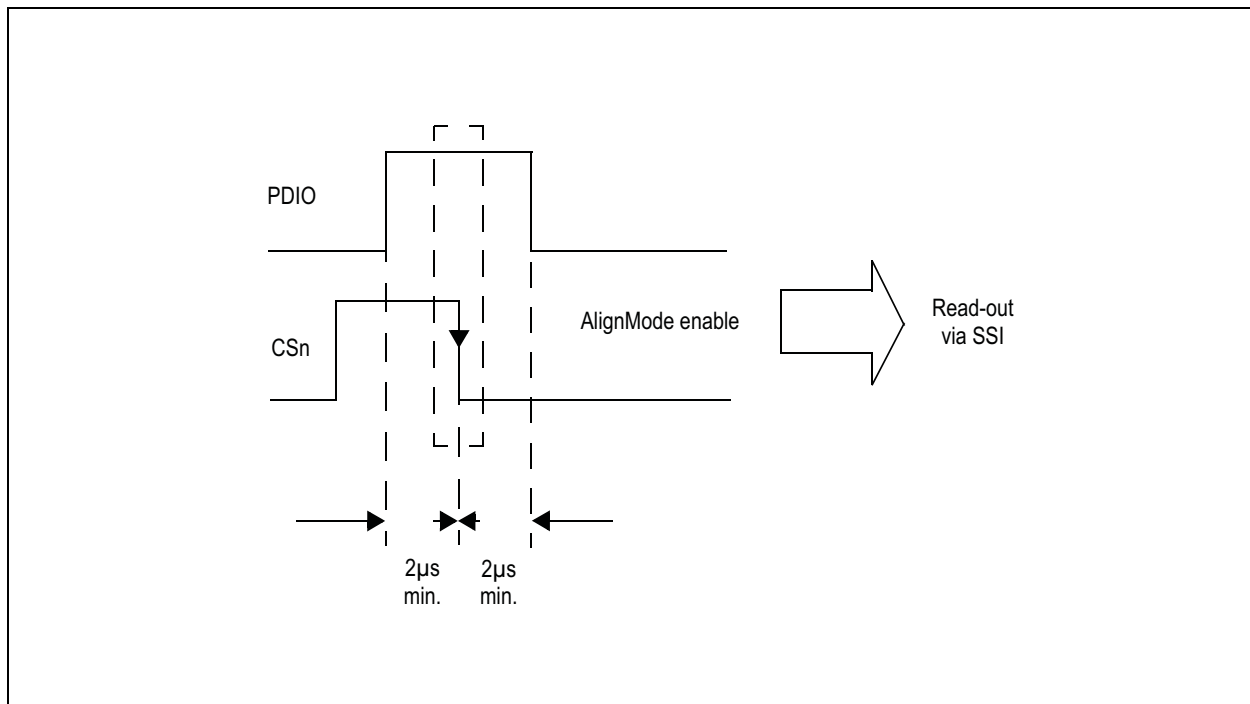 PDIO
CSn
AlignMode enable
Read-out
via SSI
2µs
min.
2µs
min.